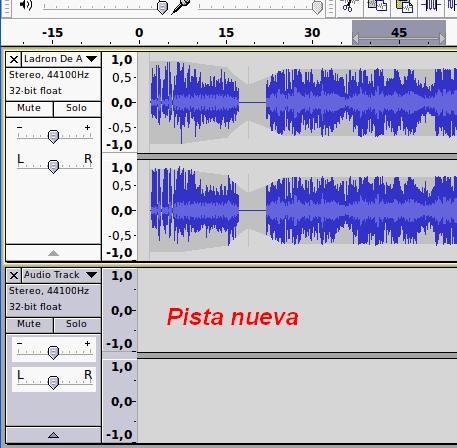 -15 0 15 30 45
Ladron De A
Stereo, 44100Hz
32-bit float
Mute Solo
- +
L R
1,0
0,5-
0,0-
-0,5-
-1,0
1,0
0,5-
0,0-
-0,5-
-1,0
Audio Track
Stereo, 44100Hz
32-bit float
Mute Solo
- +
L R
1,0
0,0-
-1,0
1,0
0,0-
-1,0
Pista nueva